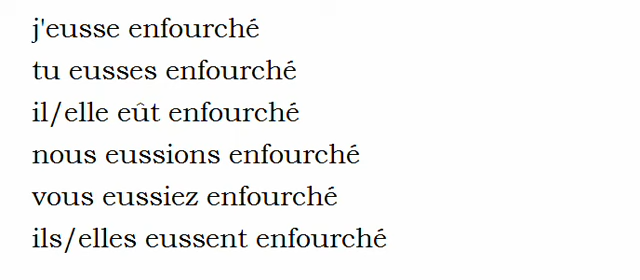 j'eusse enfourché
tu eusses enfourché
il/elle eût enfourché
nous eussions enfourché
vous eussiez enfourché
ils/elles eussent enfourché